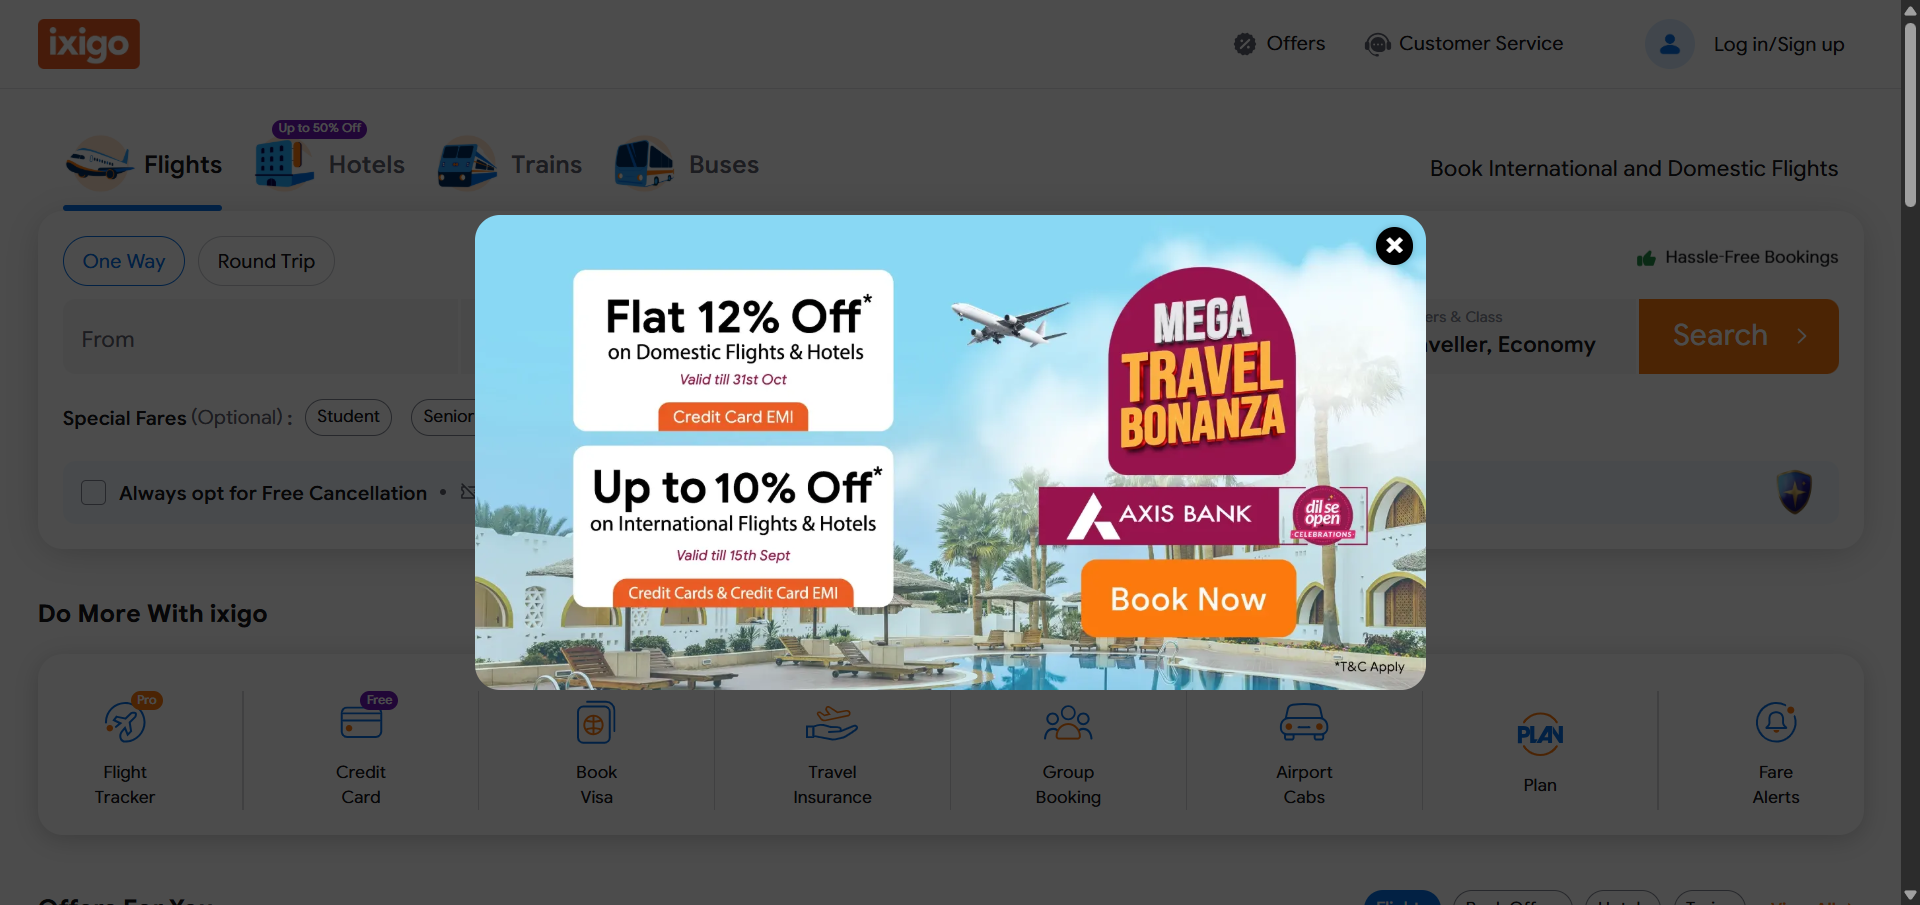 ixigo
Offers
Customer Service
Log in/Sign up
Up to 50% Off
Flights
Hotels
Trains
Buses
Book International and Domestic Flights
One Way
Round Trip
Hassle-Free Bookings
From
ers & Class
veller, Economy
Search
Special Fares (Optional) :
Student
Senior
Always opt for Free Cancellation •
Flat 12% Off*
on Domestic Flights & Hotels
Valid till 31st Oct
Credit Card EMI
Up to 10% Off*
on International Flights & Hotels
Valid till 15th Sept
Credit Cards & Credit Card EMI
MEGA
TRAVEL
BONANZA
AXIS BANK
dil se
open
CELEBRATIONS
Book Now
*T&C Apply
Do More With ixigo
Pro
Flight
Tracker
Free
Credit
Card
Book
Visa
Travel
Insurance
Group
Booking
Airport
Cabs
PLAN
Plan
Fare
Alerts
Offers For You
Flights